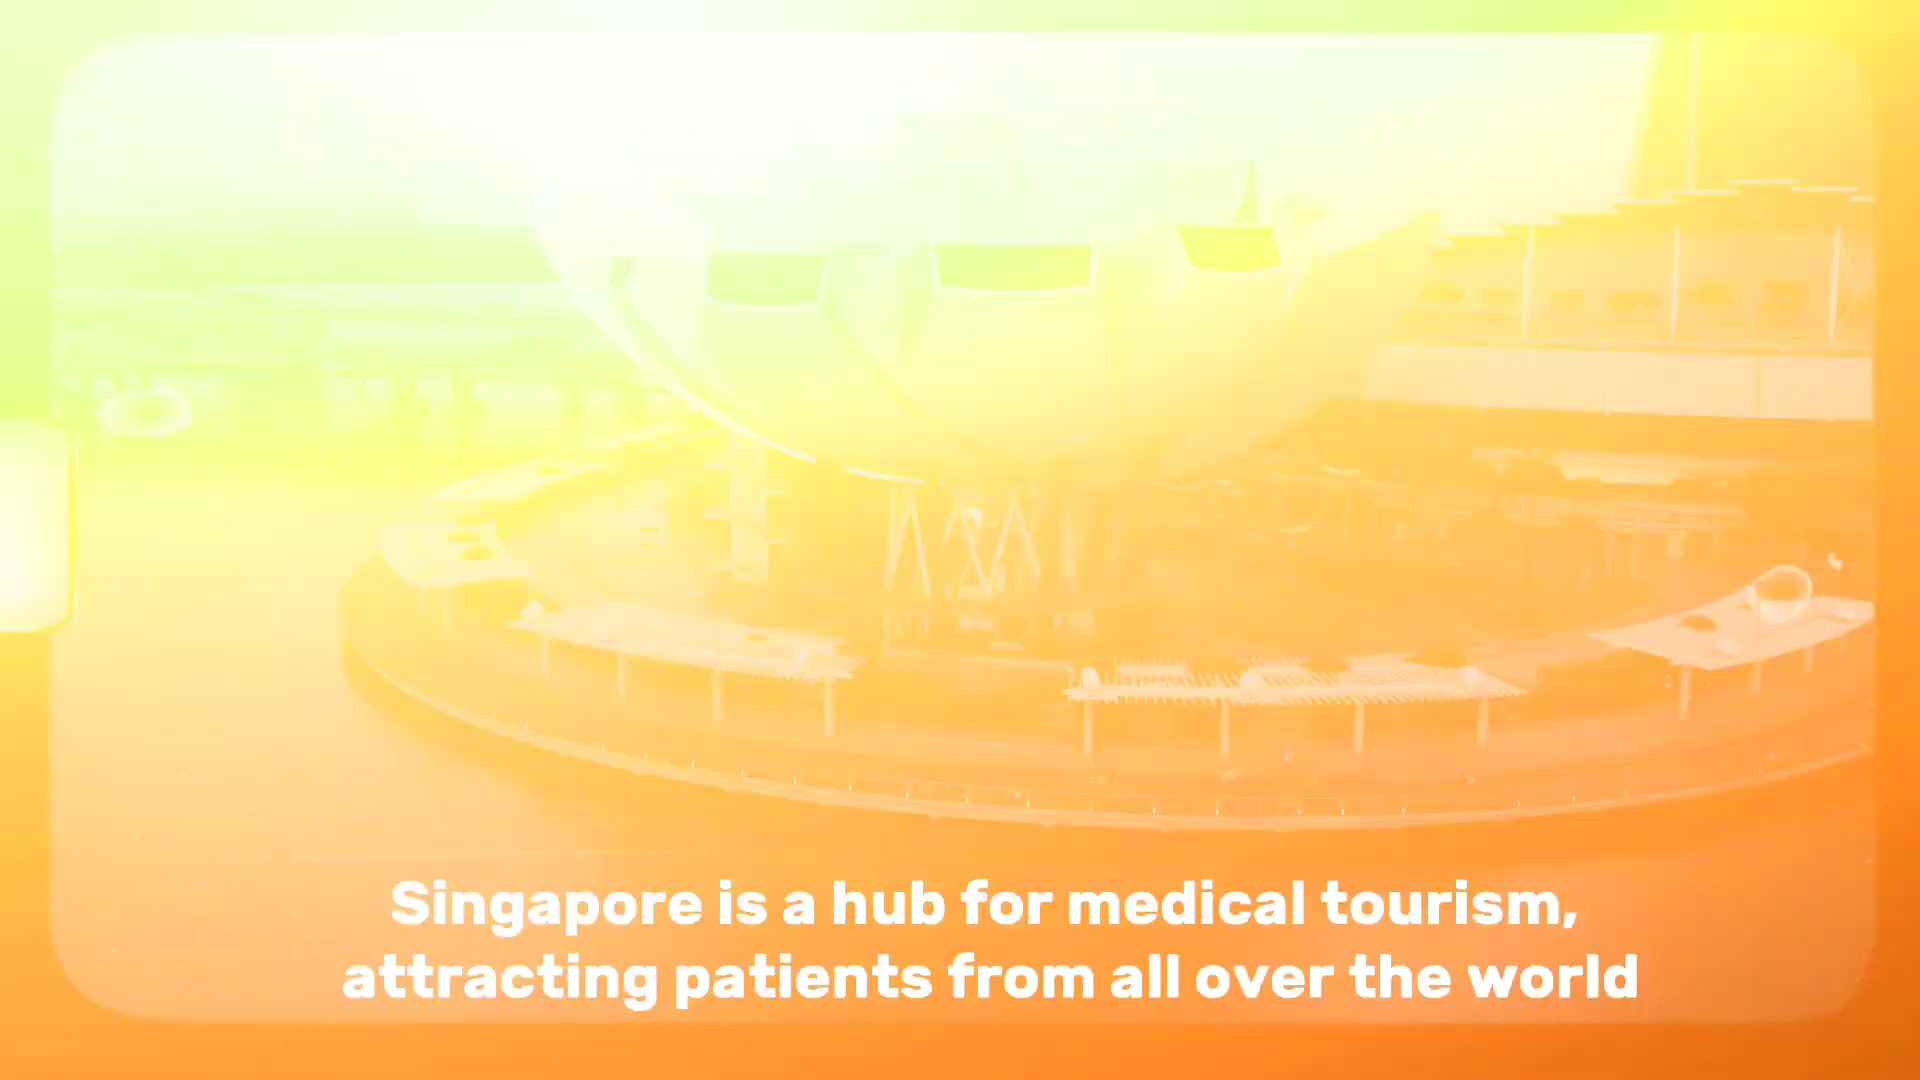 Singapore is a hub for medical tourism,
attracting patients from all over the world